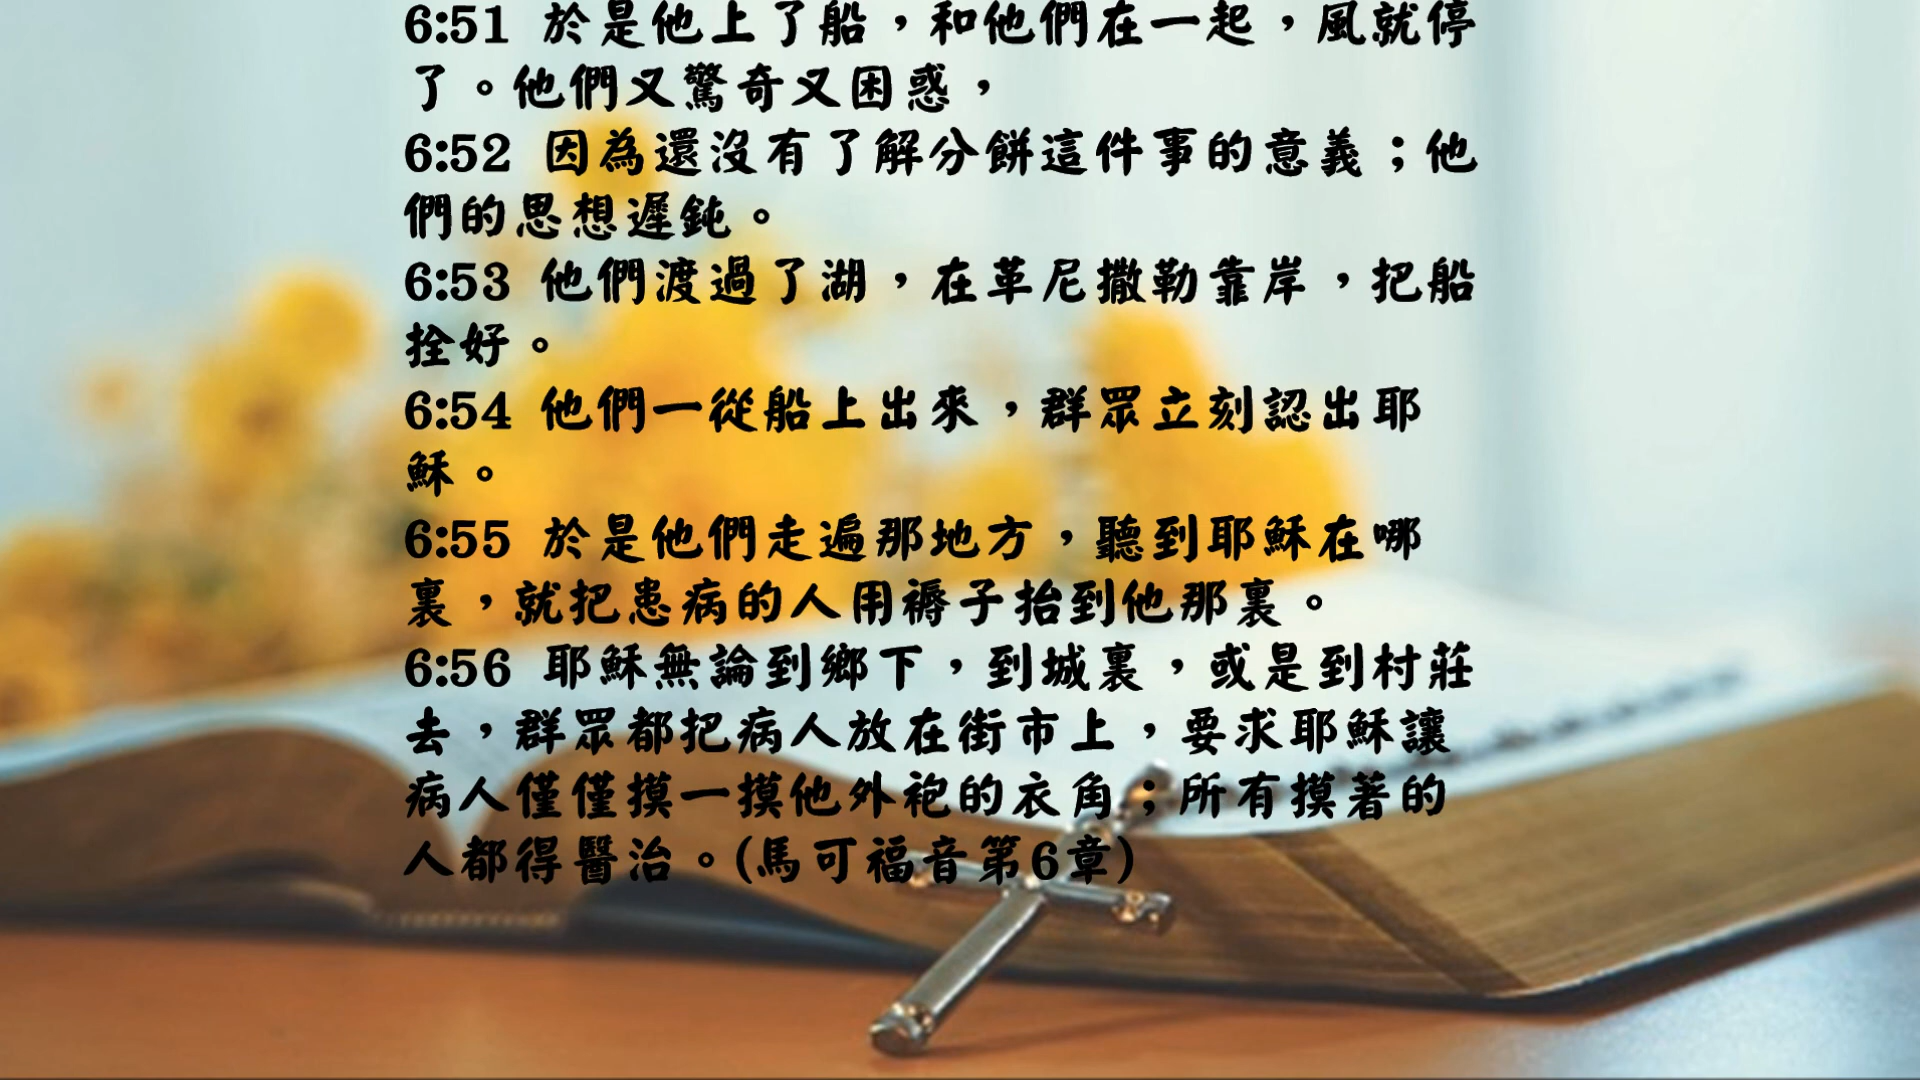 6:51 於是他上了船，和他們在一起，風就停
了。他們又驚奇又困惑，
6:52 因為還沒有了解分餅這件事的意義；他
們的思想遲鈍。
6:53 他們渡過了湖，在革尼撒勒靠岸，把船
拴好。
6:54 他們一從船上出來，群眾立刻認出耶
穌。
6:55 於是他們走遍那地方，聽到耶穌在哪
裏，就把患病的人用褥子抬到他那裏。
6:56 耶穌無論到鄉下，到城裏，或是到村莊
去，群眾都把病人放在街市上，要求耶穌讓
病人僅僅摸一摸他外袍的衣角；所有摸著的
人都得醫治。(馬可福音第6章)